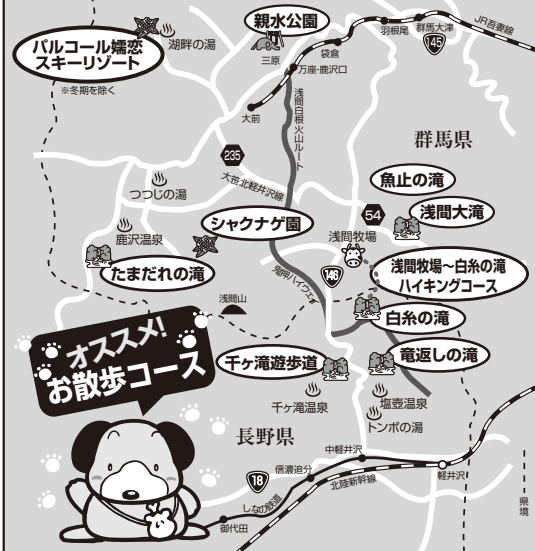 パルコール嬬恋
スキーリゾート
※冬期を除く
湖畔の湯
親水公園
三原
袋倉
羽根尾
群馬大津
JR吾妻線
145
万座・鹿沢口
大前
浅間白根火山ルート
群馬県
235
大笹北軽井沢線
つつじの湯
魚止の滝
54
浅間大滝
シャクナゲ園
浅間牧場
鹿沢温泉
たまだれの滝
146
鬼押ハイウェイ
浅間牧場〜白糸の滝
ハイキングコース
浅間山
白糸の滝
オススメ!
お散歩コース
千ヶ滝遊歩道
竜返しの滝
千ヶ滝温泉
塩壺温泉
トンボの湯
長野県
中軽井沢
軽井沢
18
信濃追分
北陸新幹線
しなの鉄道
御代田
県境